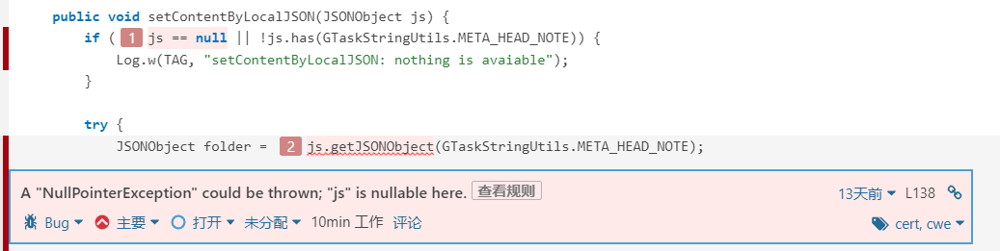 public void setContentByLocalJSON(JSONObject js) {
if ( 1 js == null || !js.has(GTaskStringUtils.META_HEAD_NOTE)) {
Log.w(TAG, "setContentByLocalJSON: nothing is avaiable");
}
try {
JSONObject folder = 2 js.getJSONObject(GTaskStringUtils.META_HEAD_NOTE);
A "NullPointerException" could be thrown; "js" is nullable here. 查看规则 13天前 L138
Bug 主要 打开 未分配 10min 工作 评论 cert, cwe